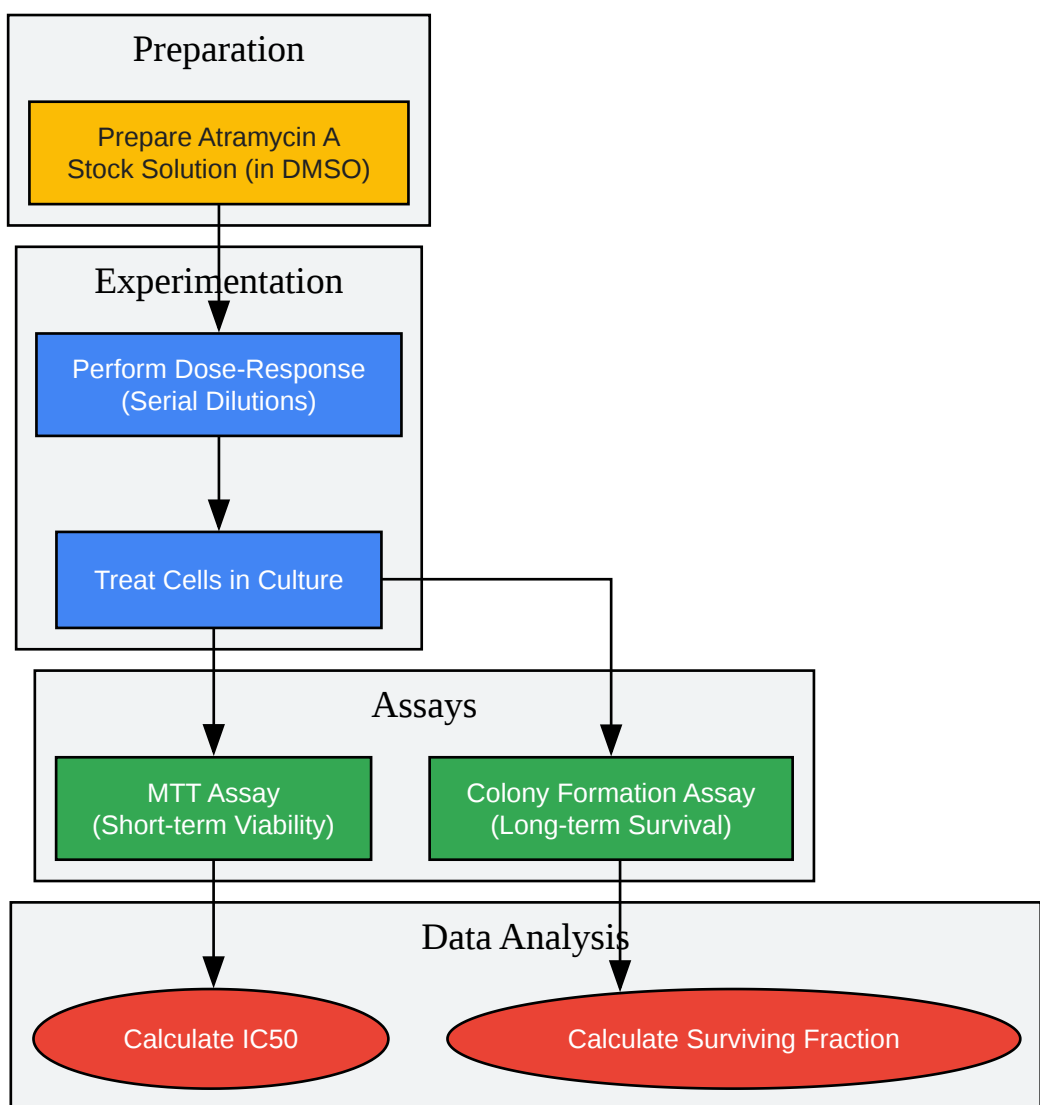 Preparation
Prepare Atramycin A
Stock Solution (in DMSO)
Experimentation
Perform Dose-Response
(Serial Dilutions)
Treat Cells in Culture
Assays
MTT Assay
(Short-term Viability)
Colony Formation Assay
(Long-term Survival)
Data Analysis
Calculate IC50
Calculate Surviving Fraction